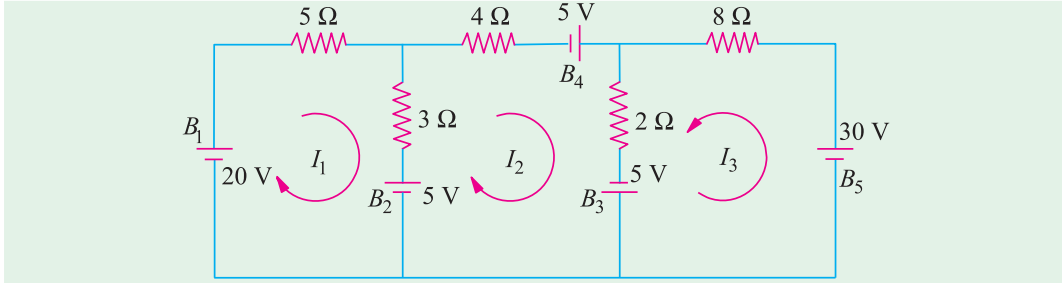 5 Ω 4 Ω 5 V 8 Ω
B₄
B₁ 3 Ω 2 Ω 30 V
20 V I₁ I₂ I₃
B₂ 5 V B₃ 5 V B₅